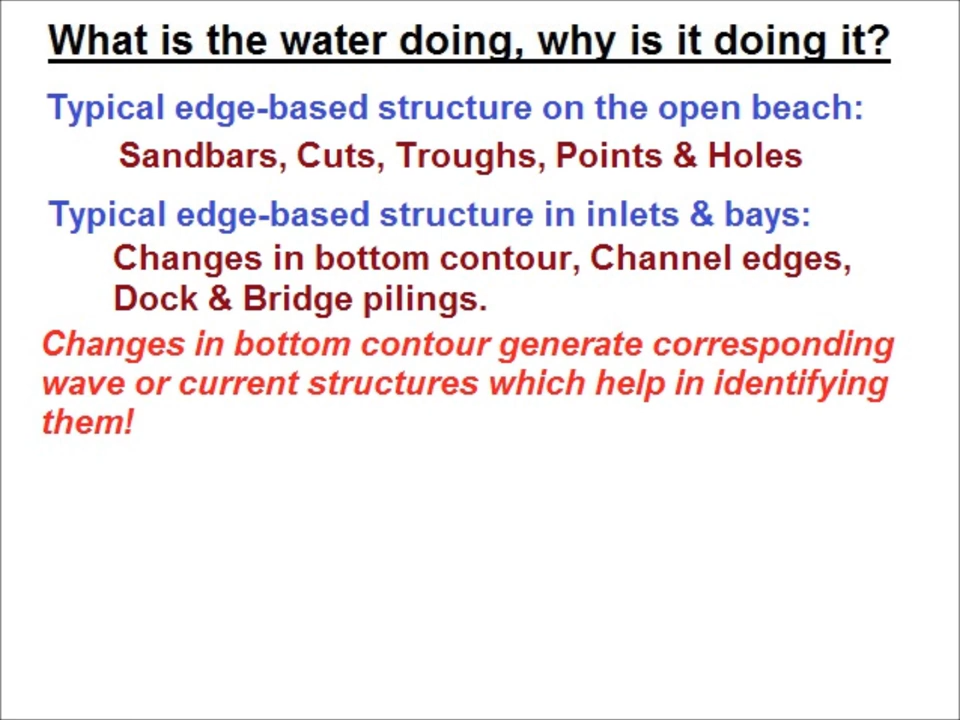 What is the water doing, why is it doing it?
Typical edge-based structure on the open beach:
Sandbars, Cuts, Troughs, Points & Holes
Typical edge-based structure in inlets & bays:
Changes in bottom contour, Channel edges,
Dock & Bridge pilings.
Changes in bottom contour generate corresponding
wave or current structures which help in identifying
them!